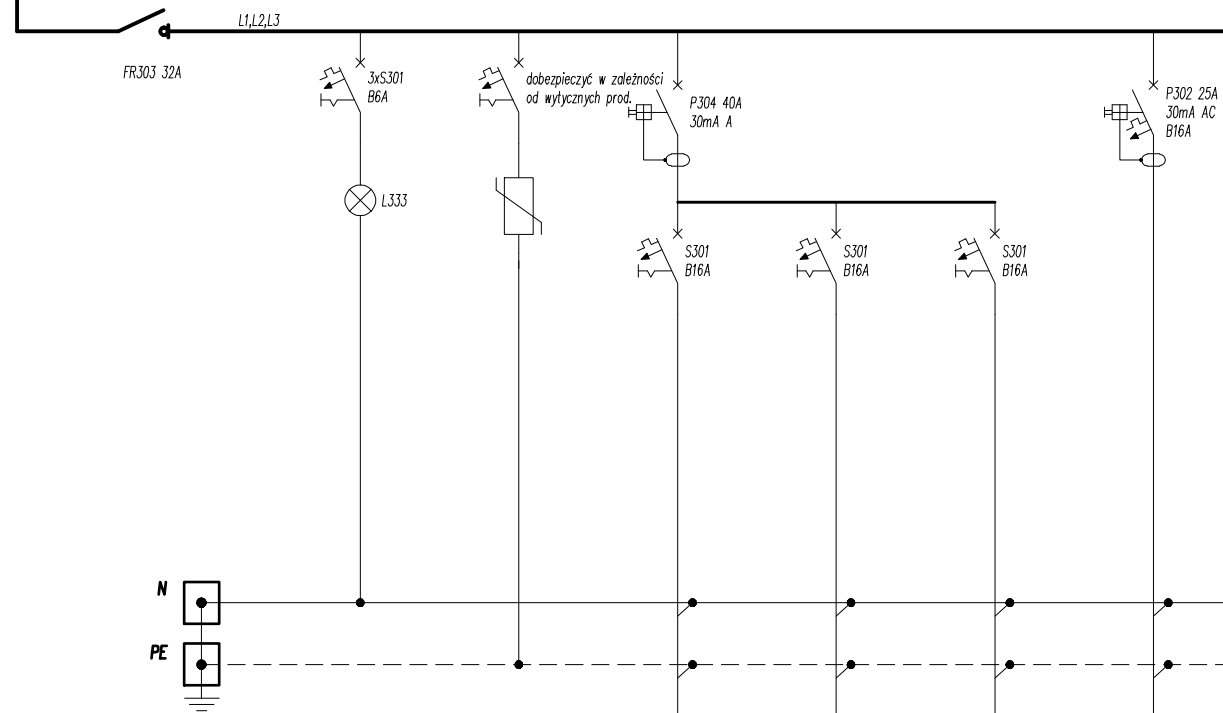 L1,L2,L3
FR303 32A
3xS301
B6A
dobezpieczyć w zależności
od wytycznych prod.
P304 40A
30mA A
P302 25A
30mA AC
B16A
L333
S301
B16A
S301
B16A
S301
B16A
N
PE